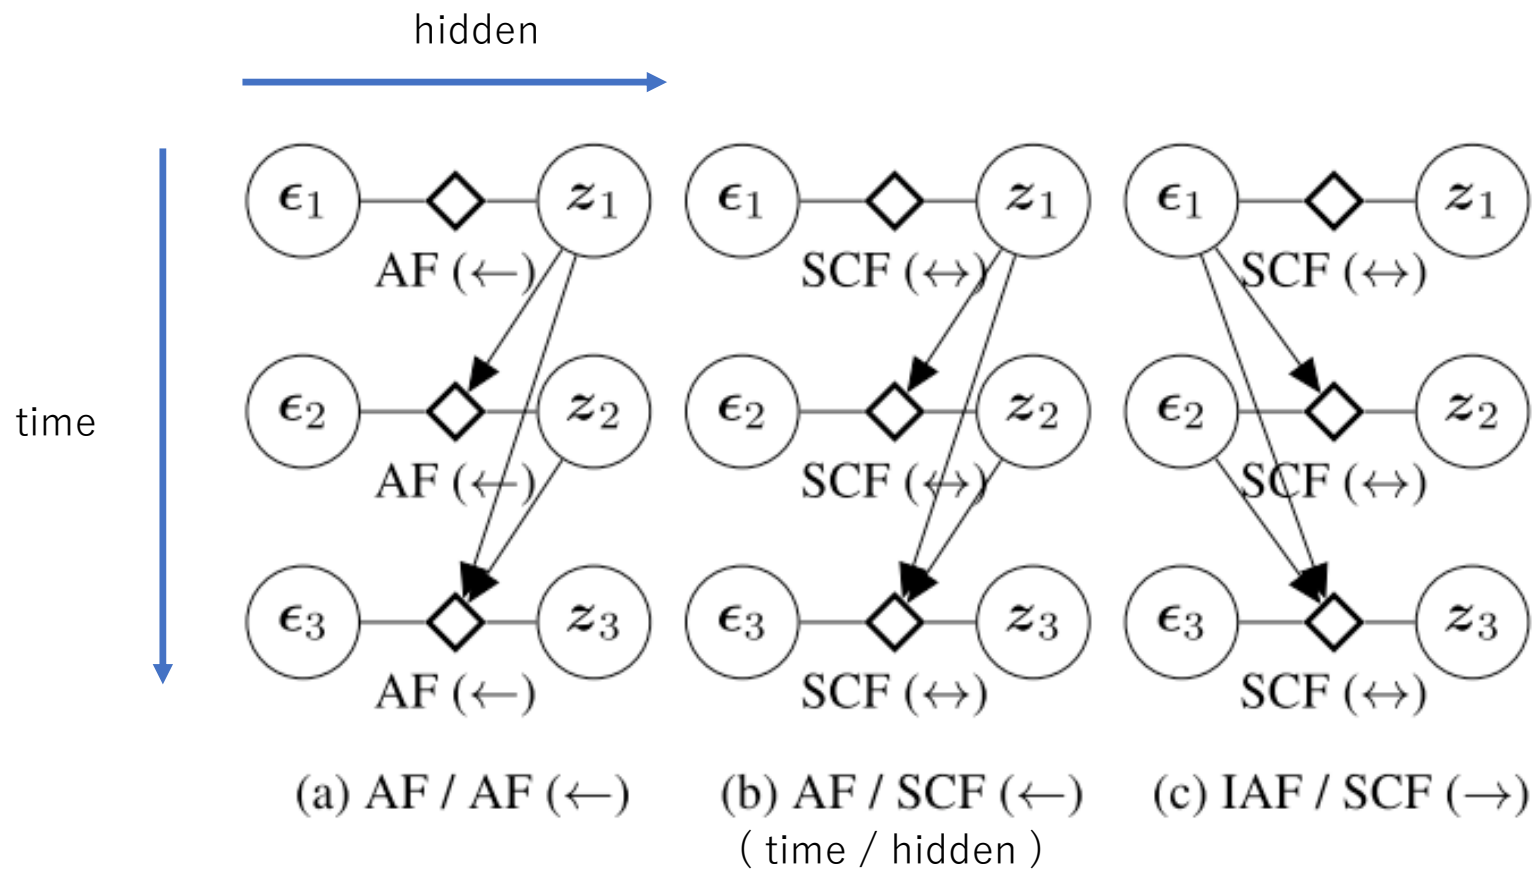 hidden
ϵ1 z1 ϵ1 z1 ϵ1 z1
AF (←) SCF (↔) SCF (↔)
time
ϵ2 z2 ϵ2 z2 ϵ2 z2
AF (←) SCF (↔) SCF (↔)
ϵ3 z3 ϵ3 z3 ϵ3 z3
AF (←) SCF (↔) SCF (↔)
(a) AF / AF (←) (b) AF / SCF (←) (c) IAF / SCF (→)
( time / hidden )